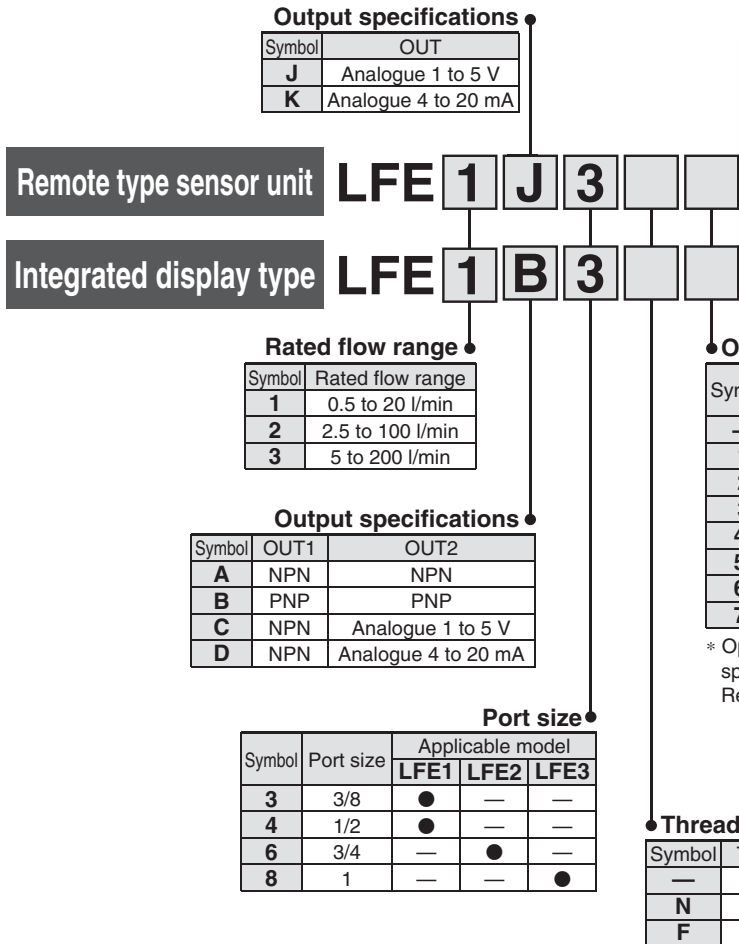 Output specifications
Symbol OUT
J Analogue 1 to 5 V
K Analogue 4 to 20 mA
Remote type sensor unit LFE 1 J 3
Integrated display type LFE 1 B 3
Rated flow range
Symbol Rated flow range
1 0.5 to 20 l/min
2 2.5 to 100 l/min
3 5 to 200 l/min
Output specifications
Symbol OUT1 OUT2
A NPN NPN
B PNP PNP
C NPN Analogue 1 to 5 V
D NPN Analogue 4 to 20 mA
Port size
Symbol Port size Applicable model
LFE1 LFE2 LFE3
3 3/8 ● — —
4 1/2 ● — —
6 3/4 — ● —
8 1 — — ●
Thread
Symbol
—
N
F